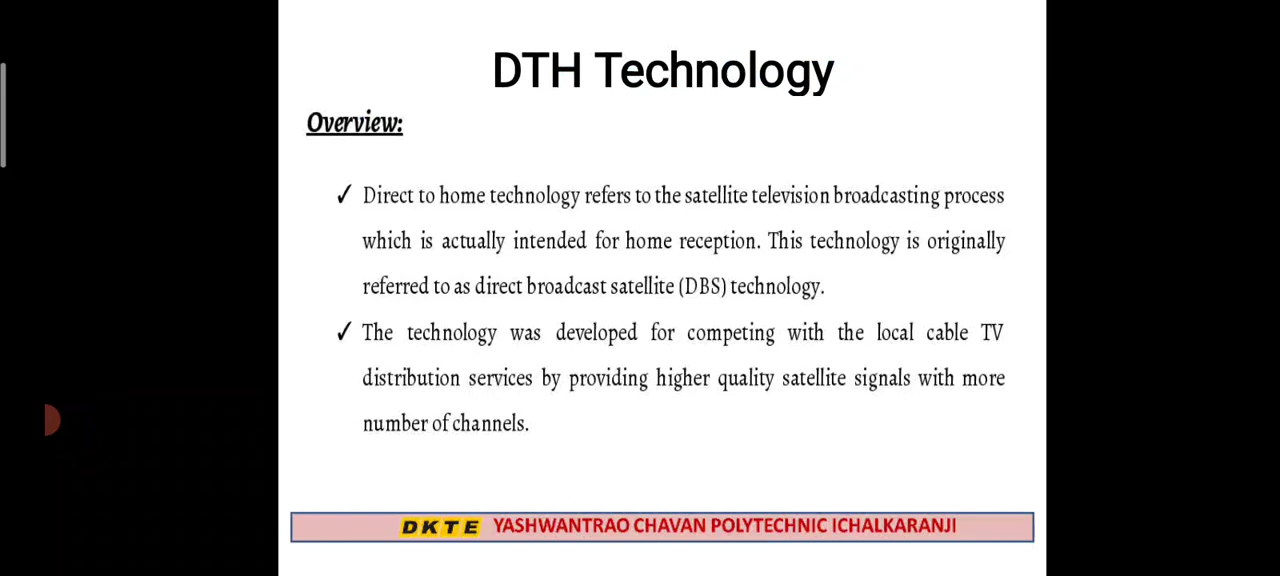 DTH Technology
Overview:
✓ Direct to home technology refers to the satellite television broadcasting process
which is actually intended for home reception. This technology is originally
referred to as direct broadcast satellite (DBS) technology.
✓ The technology was developed for competing with the local cable TV
distribution services by providing higher quality satellite signals with more
number of channels.
DKTE YASHWANTRAO CHAVAN POLYTECHNIC ICHALKARANJI